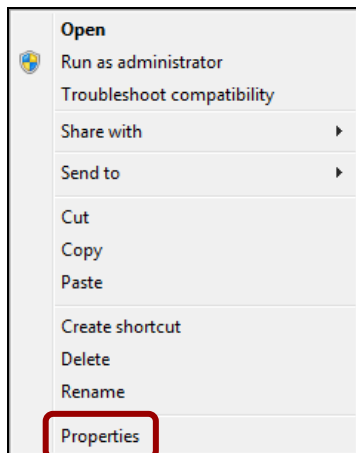 Open
Run as administrator
Troubleshoot compatibility
Share with
Send to
Cut
Copy
Paste
Create shortcut
Delete
Rename
Properties